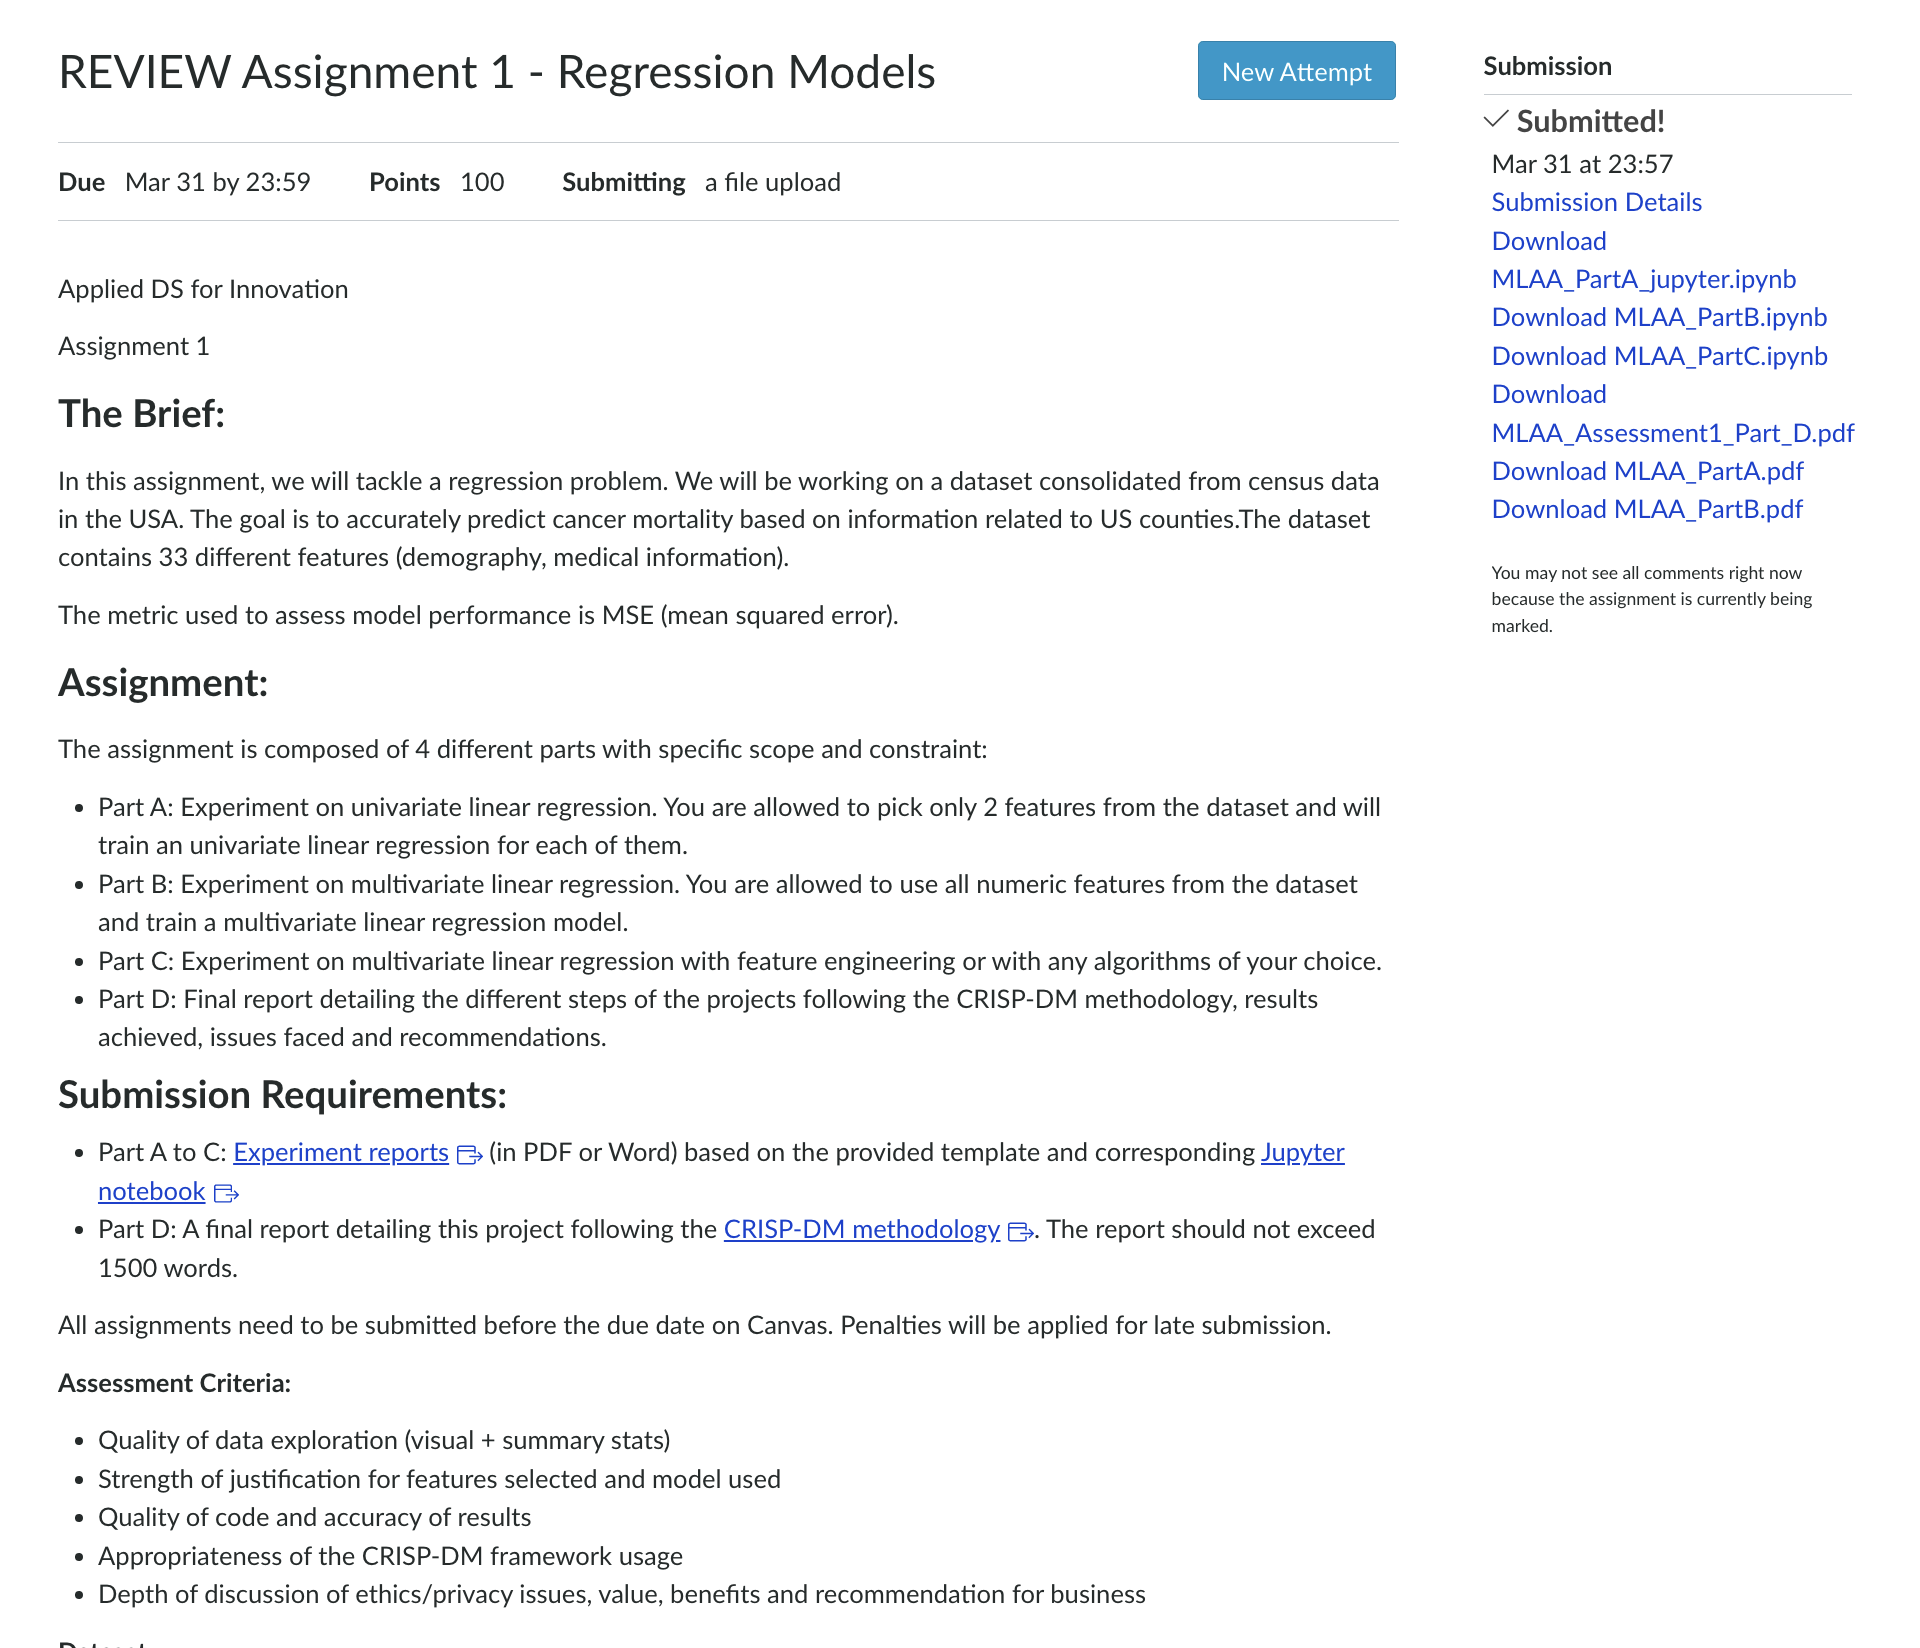 REVIEW Assignment 1 - Regression Models
New Attempt
Due Mar 31 by 23:59 Points 100 Submitting a file upload
Applied DS for Innovation
Assignment 1
The Brief:
In this assignment, we will tackle a regression problem. We will be working on a dataset consolidated from census data
in the USA. The goal is to accurately predict cancer mortality based on information related to US counties.The dataset
contains 33 different features (demography, medical information).
The metric used to assess model performance is MSE (mean squared error).
Assignment:
The assignment is composed of 4 different parts with specific scope and constraint:
• Part A: Experiment on univariate linear regression. You are allowed to pick only 2 features from the dataset and will
train an univariate linear regression for each of them.
• Part B: Experiment on multivariate linear regression. You are allowed to use all numeric features from the dataset
and train a multivariate linear regression model.
• Part C: Experiment on multivariate linear regression with feature engineering or with any algorithms of your choice.
• Part D: Final report detailing the different steps of the projects following the CRISP-DM methodology, results
achieved, issues faced and recommendations.
Submission Requirements:
• Part A to C: Experiment reports (in PDF or Word) based on the provided template and corresponding Jupyter
notebook
• Part D: A final report detailing this project following the CRISP-DM methodology. The report should not exceed
1500 words.
All assignments need to be submitted before the due date on Canvas. Penalties will be applied for late submission.
Assessment Criteria:
• Quality of data exploration (visual + summary stats)
• Strength of justification for features selected and model used
• Quality of code and accuracy of results
• Appropriateness of the CRISP-DM framework usage
• Depth of discussion of ethics/privacy issues, value, benefits and recommendation for business
Submission
Submitted!
Mar 31 at 23:57
Submission Details
Download
MLAA_PartA_jupyter.ipynb
Download MLAA_PartB.ipynb
Download MLAA_PartC.ipynb
Download
MLAA_Assessment1_Part_D.pdf
Download MLAA_PartA.pdf
Download MLAA_PartB.pdf
You may not see all comments right now
because the assignment is currently being
marked.